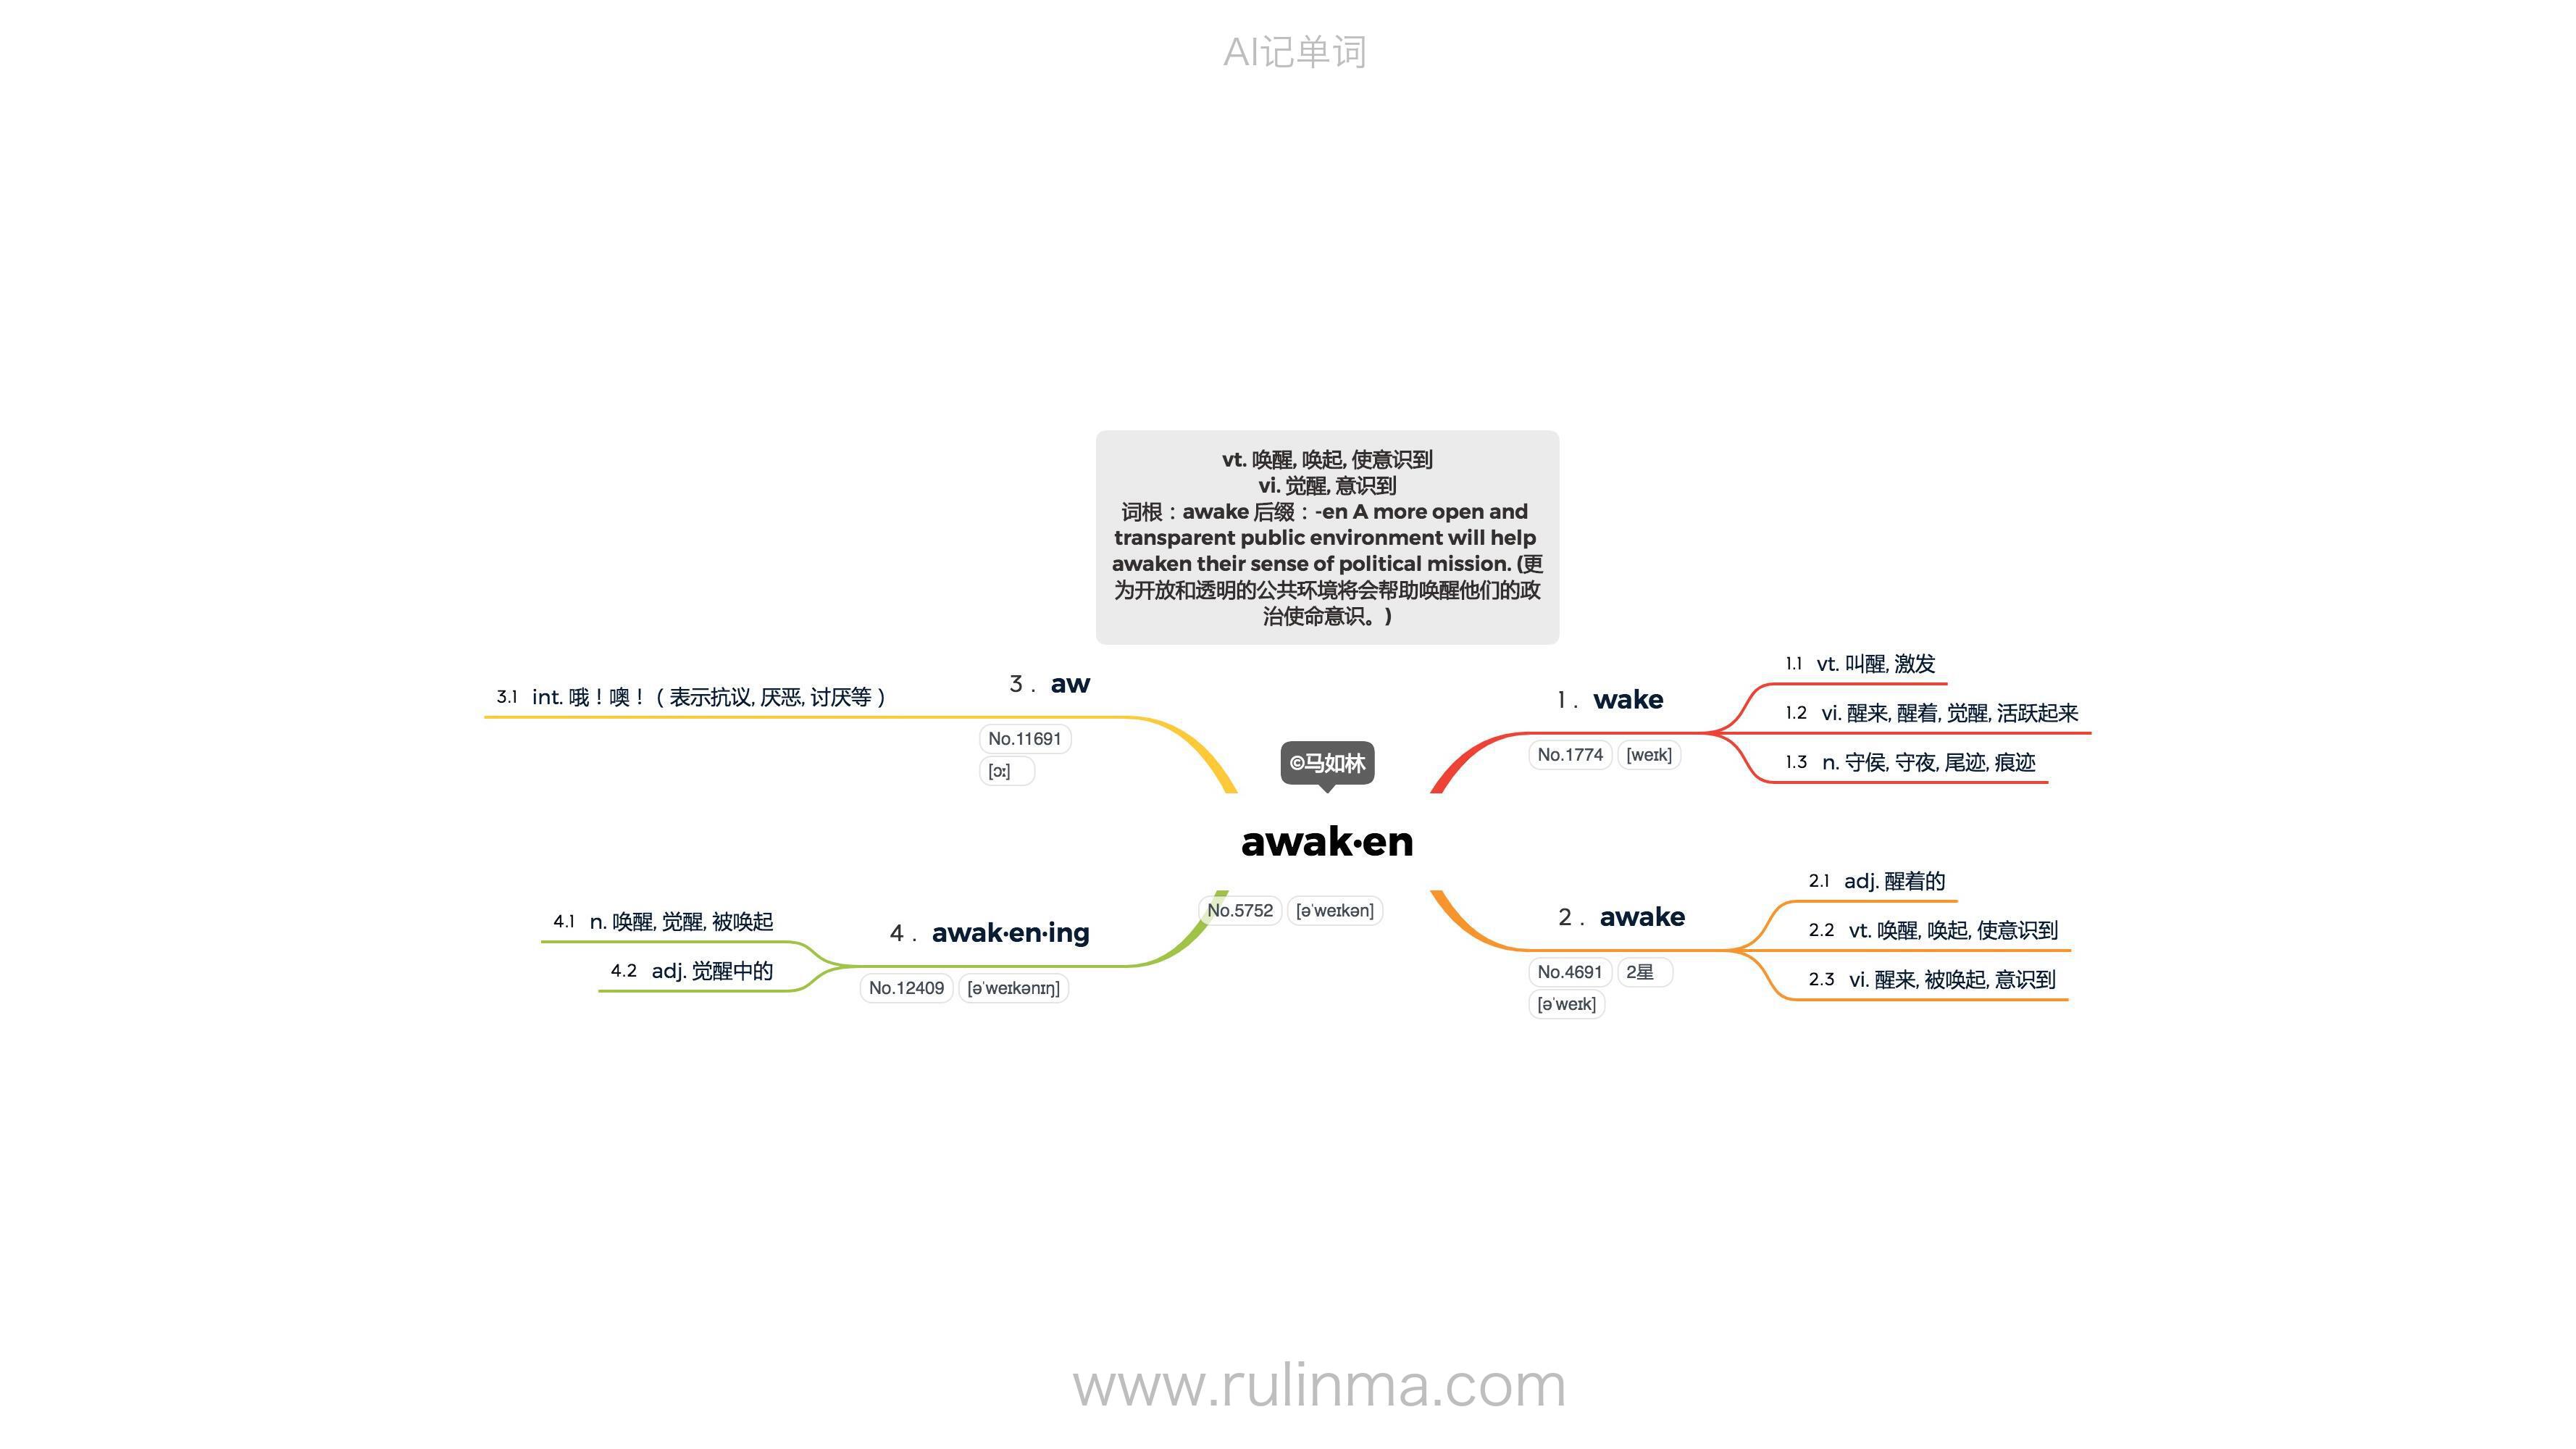 AI记单词
vt. 唤醒, 唤起, 使意识到
vi. 觉醒, 意识到
词根：awake 后缀：-en A more open and
transparent public environment will help
awaken their sense of political mission. (更
为开放和透明的公共环境将会帮助唤醒他们的政
治使命意识。)
©马如林
awak·en
No.5752 [əˈweɪkən]
1. wake
No.1774 [weɪk]
1.1 vt. 叫醒, 激发
1.2 vi. 醒来, 醒着, 觉醒, 活跃起来
1.3 n. 守侯, 守夜, 尾迹, 痕迹
2. awake
No.4691 2星
[əˈweɪk]
2.1 adj. 醒着的
2.2 vt. 唤醒, 唤起, 使意识到
2.3 vi. 醒来, 被唤起, 意识到
3. aw
No.11691
[ɔː]
3.1 int. 哦！噢！（表示抗议, 厌恶, 讨厌等）
4. awak·en·ing
No.12409 [əˈweɪkənɪŋ]
4.1 n. 唤醒, 觉醒, 被唤起
4.2 adj. 觉醒中的
www.rulinma.com